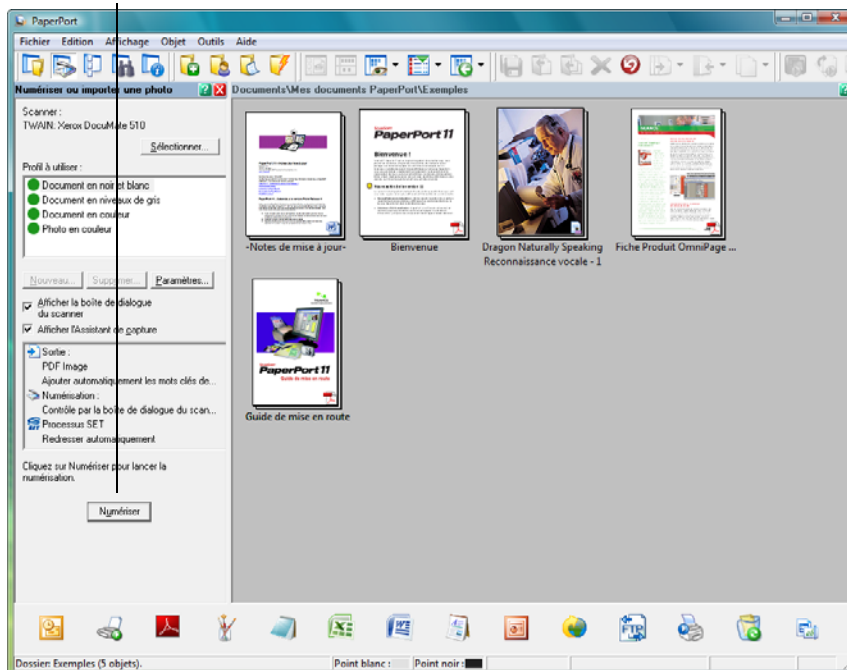 PaperPort
Fichier Edition Affichage Objet Outils Aide
Numériser ou importer une photo
Documents\Mes documents PaperPort\Exemples
Scanner :
TWAIN: Xerox DocuMate 510
Sélectionner...
Profil à utiliser :
Document en noir et blanc
Document en niveaux de gris
Document en couleur
Photo en couleur
Nouveau... Supprimer... Paramètres...
Afficher la boîte de dialogue
du scanner
Afficher l'Assistant de capture
Sortie :
PDF Image
Ajouter automatiquement les mots clés de...
Numérisation :
Contrôle par la boîte de dialogue du scan...
Processus SET
Redresser automatiquement
Cliquez sur Numériser pour lancer la
numérisation.
Numériser
PaperPort 11
Bienvenue !
-Notes de mise à jour-
Bienvenue
Dragon Naturally Speaking
Reconnaissance vocale - 1
Fiche Produit OmniPage ...
PaperPort 11
Guide de mise en route
Guide de mise en route
FTP
Dossier: Exemples (5 objets).
Point blanc :
Point noir :